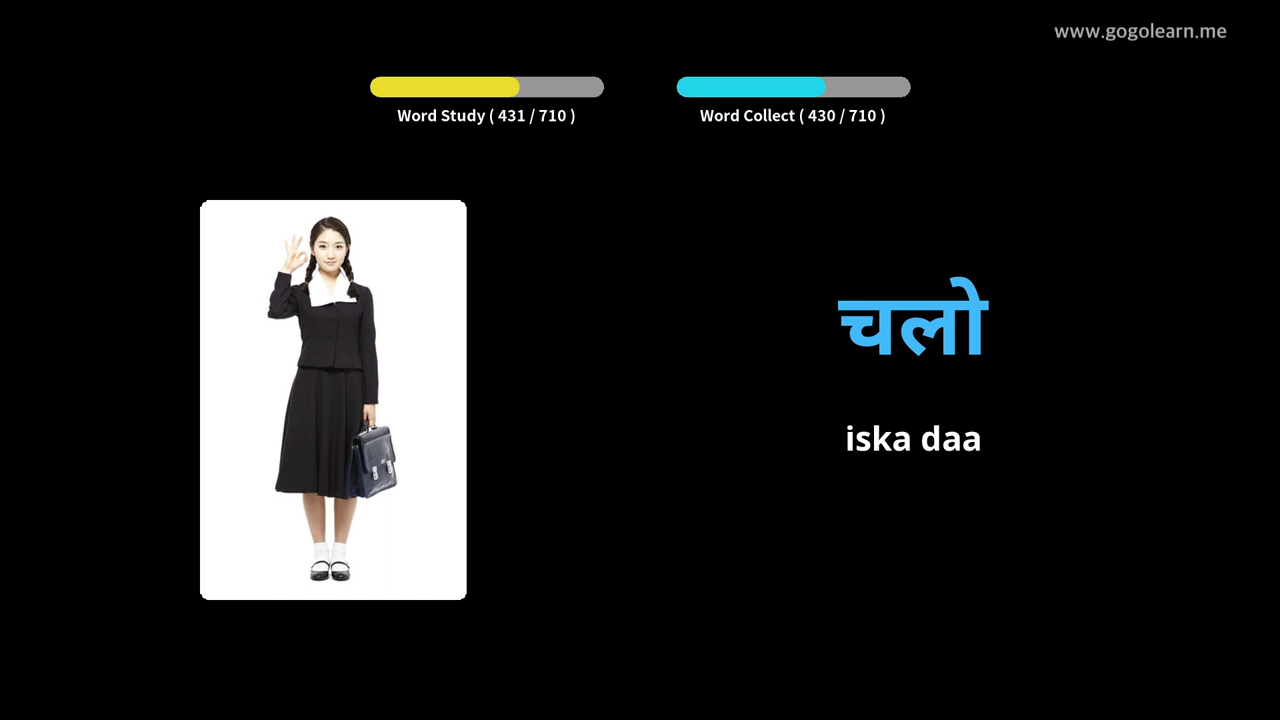 www.gogolearn.me
Word Study ( 431 / 710 )
Word Collect ( 430 / 710 )
चलो
iska daa